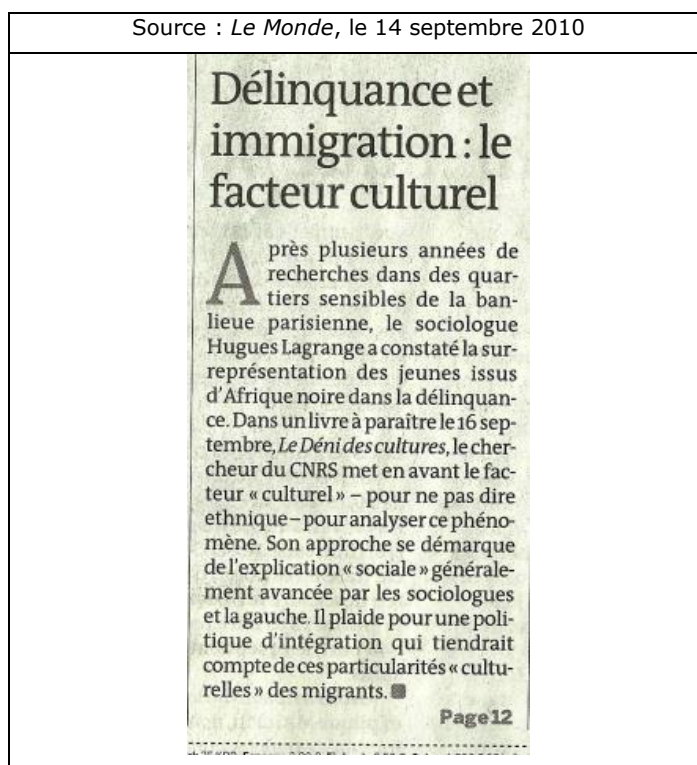 Source : Le Monde, le 14 septembre 2010
Délinquance et
immigration : le
facteur culturel
Après plusieurs années de
recherches dans des quar-
tiers sensibles de la ban-
lieue parisienne, le sociologue
Hugues Lagrange a constaté la sur-
représentation des jeunes issus
d'Afrique noire dans la délinquan-
ce. Dans un livre à paraître le 16 sep-
tembre, Le Déni des cultures, le cher-
cheur du CNRS met en avant le fac-
teur « culturel » – pour ne pas dire
ethnique – pour analyser ce phéno-
mène. Son approche se démarque
de l'explication « sociale » générale-
ment avancée par les sociologues
et la gauche. Il plaide pour une poli-
tique d'intégration qui tiendrait
compte de ces particularités « cultu-
relles » des migrants.
Page 12